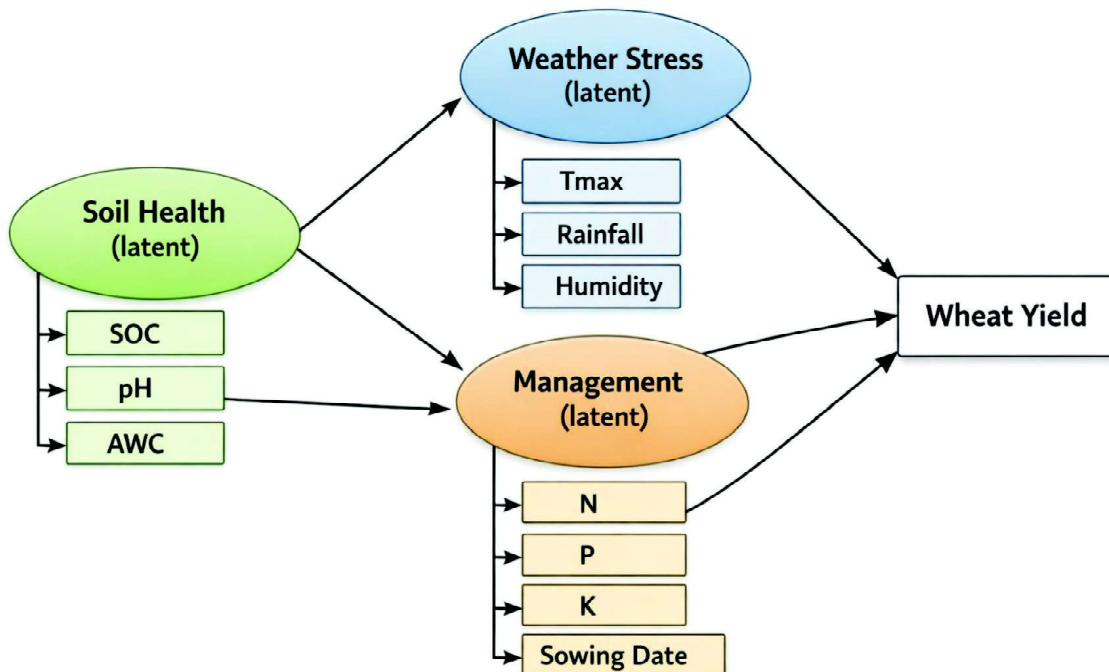 Weather Stress
(latent)
Tmax
Rainfall
Humidity
Soil Health
(latent)
SOC
pH
AWC
Management
(latent)
N
P
K
Sowing Date
Wheat Yield